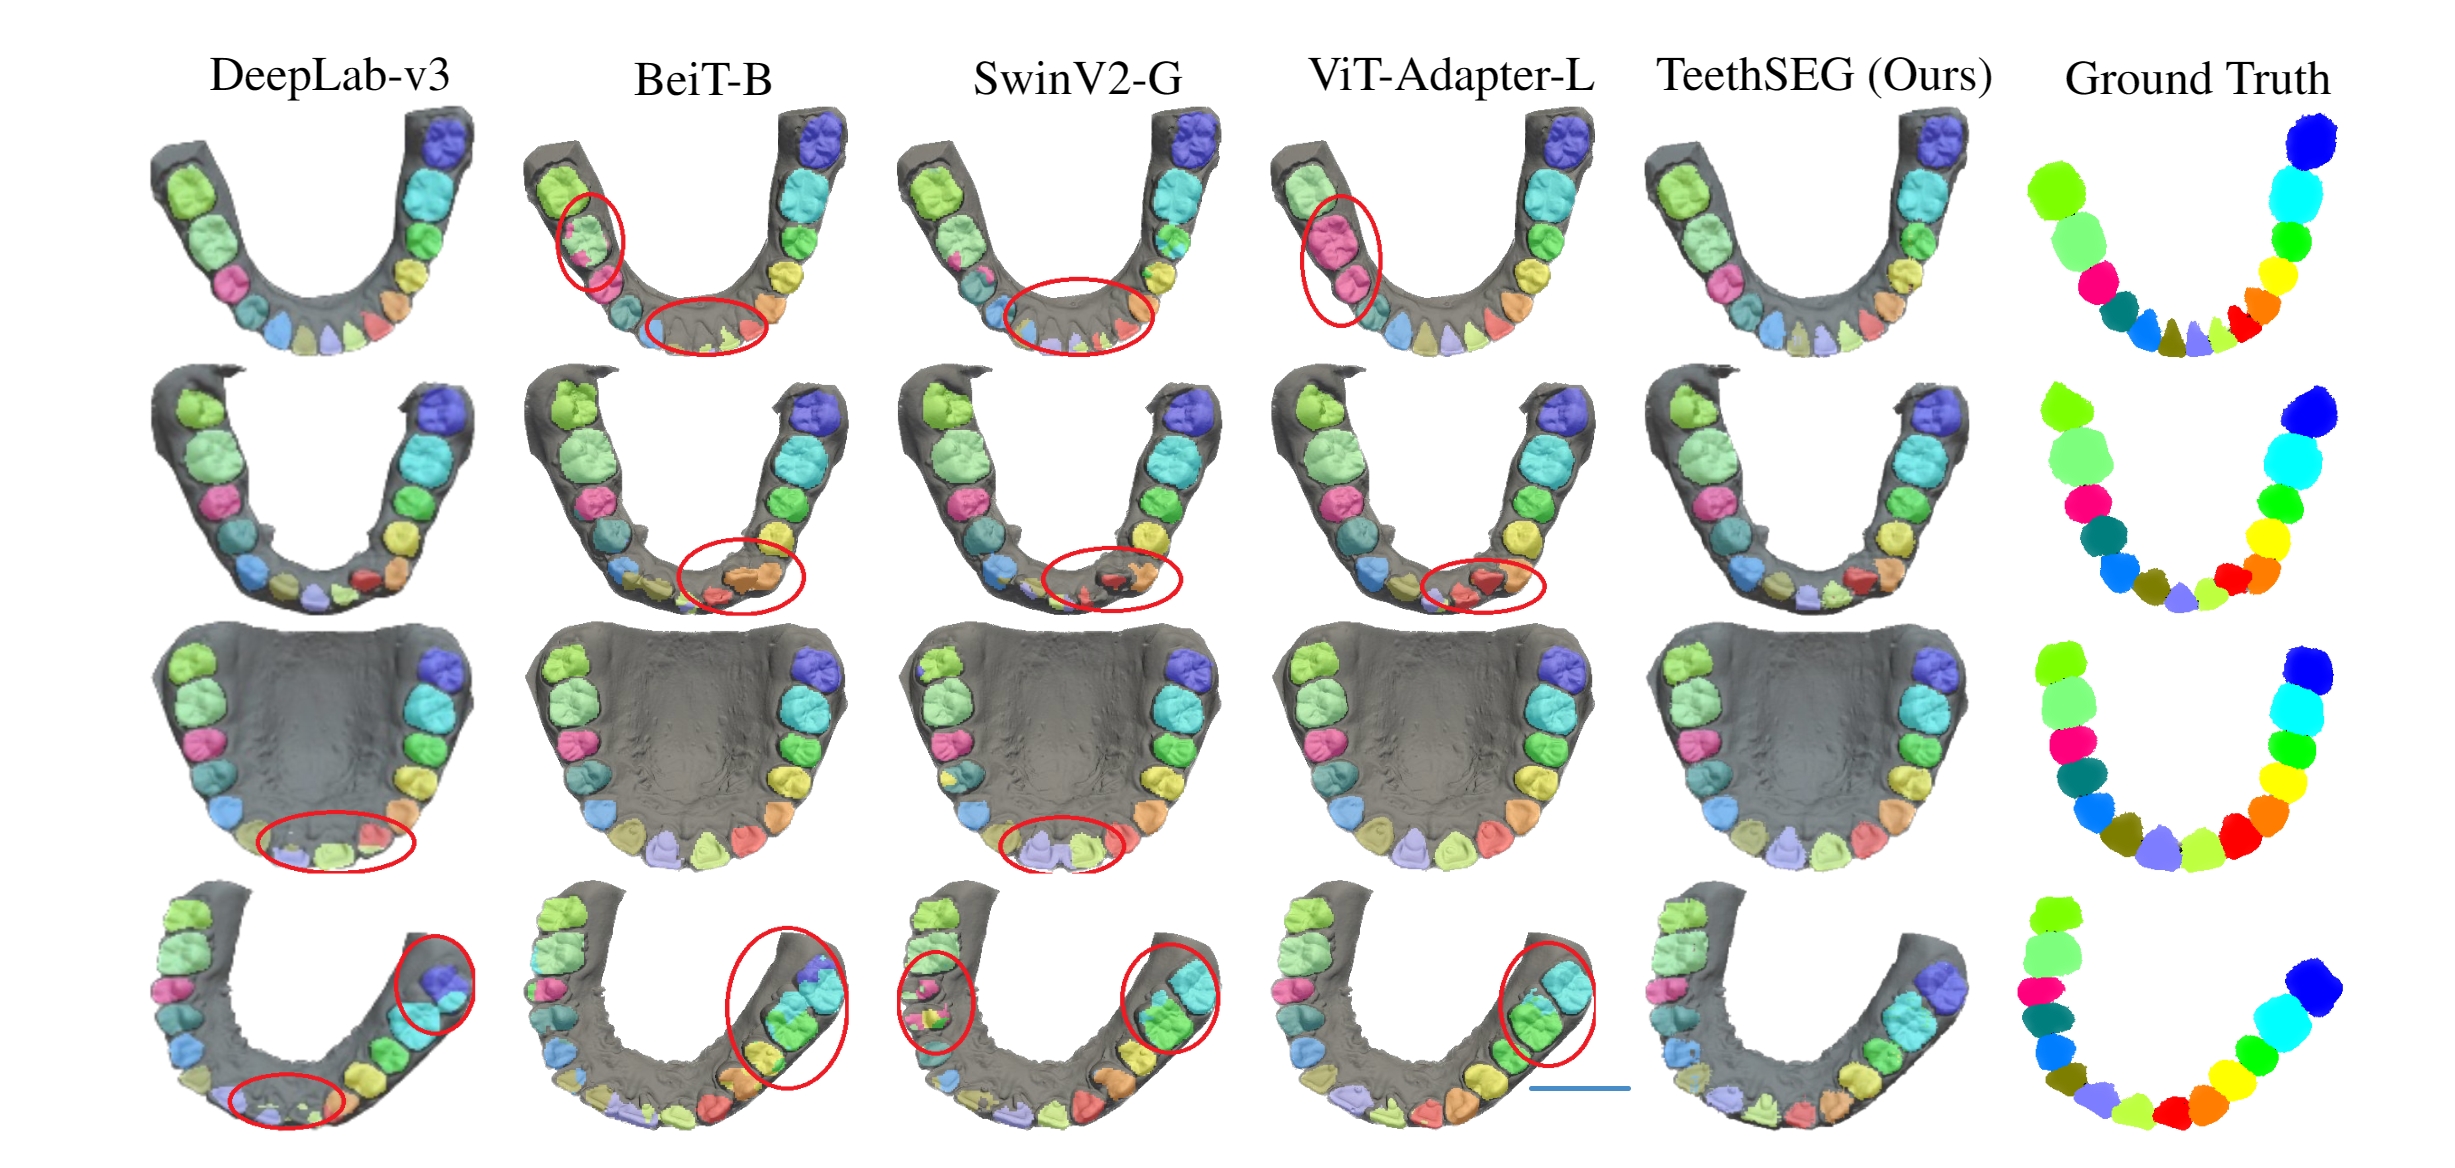 DeepLab-v3
BeiT-B
SwinV2-G
ViT-Adapter-L
TeethSEG (Ours)
Ground Truth